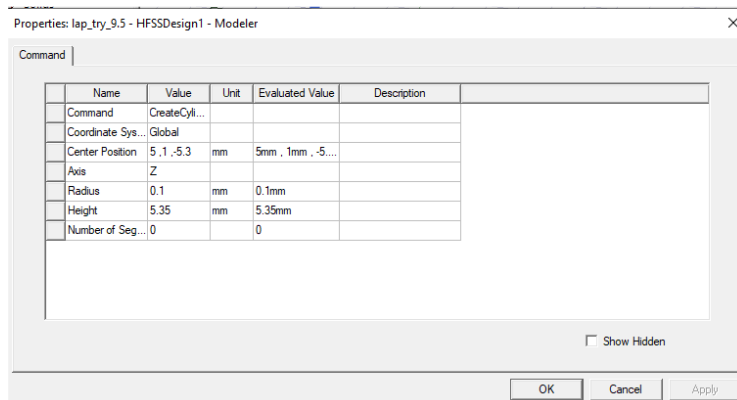 Properties: lap_try_9.5 - HFSSDesign1 - Modeler
Command
Name Value Unit Evaluated Value Description
Command CreateCyli...
Coordinate Sys... Global
Center Position 5 ,1 ,-5.3 mm 5mm , 1mm , -5....
Axis Z
Radius 0.1 mm 0.1mm
Height 5.35 mm 5.35mm
Number of Seg... 0 0
Show Hidden
OK Cancel Apply